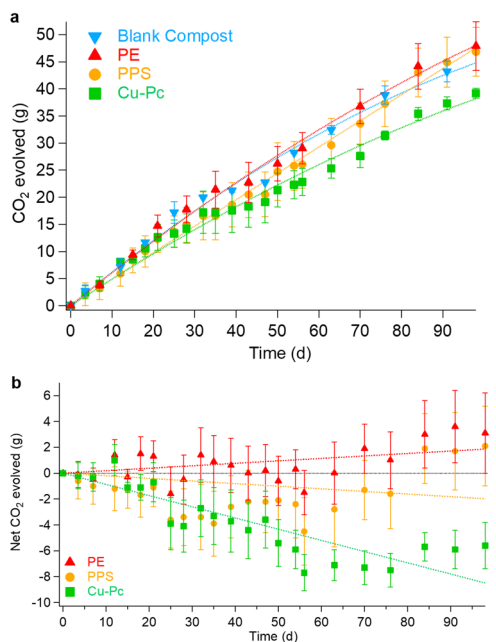 a
Blank Compost
PE
PPS
Cu-Pc
CO2 evolved (g)
50
45
40
35
30
25
20
15
10
5
0
0 10 20 30 40 50 60 70 80 90
Time (d)
b
Net CO2 evolved (g)
6
4
2
0
-2
-4
-6
-8
-10
PE
PPS
Cu-Pc
0 10 20 30 40 50 60 70 80 90
Time (d)